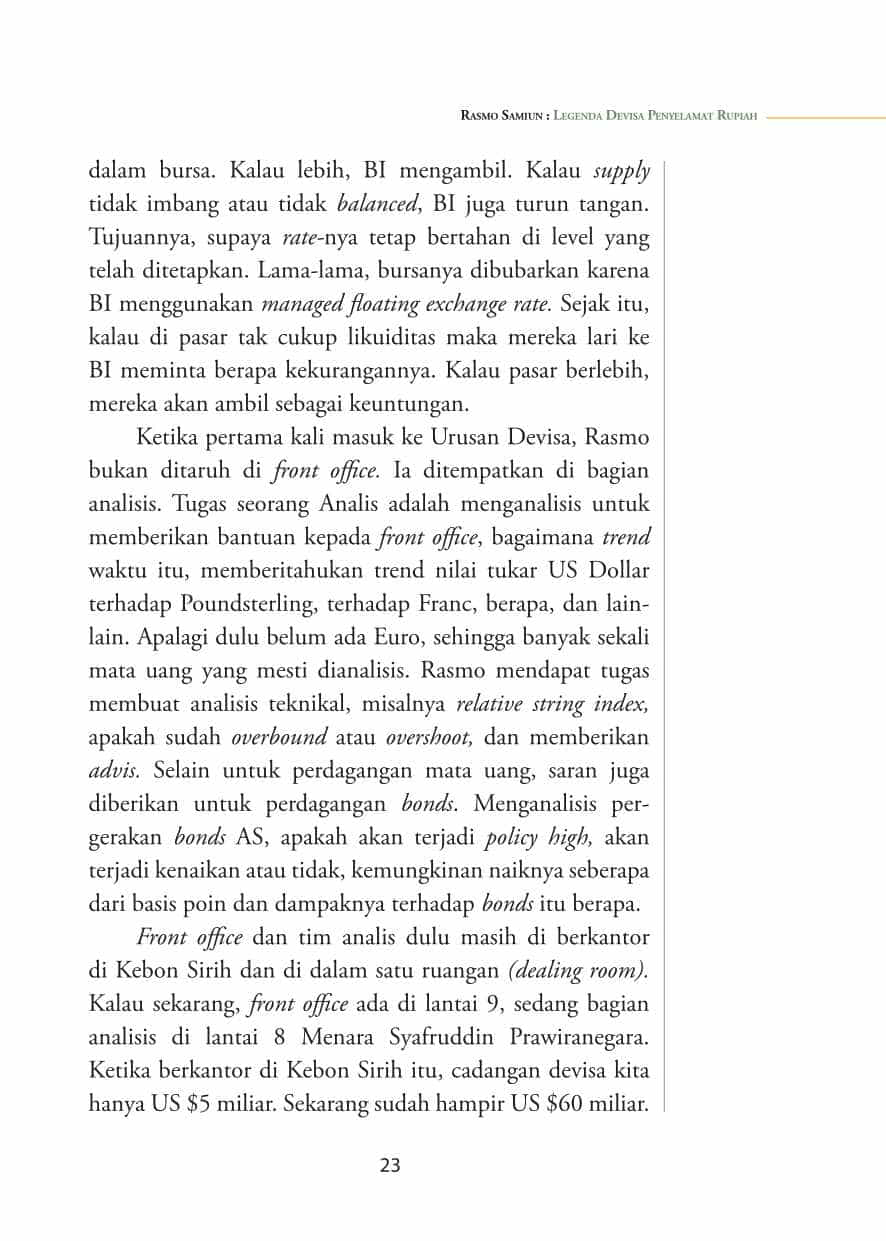 Rasmo Samiun : Legenda Devisa Penyelamat Rupiah
dalam bursa. Kalau lebih, BI mengambil. Kalau supply
tidak imbang atau tidak balanced, BI juga turun tangan.
Tujuannya, supaya rate-nya tetap bertahan di level yang
telah ditetapkan. Lama-lama, bursanya dibubarkan karena
BI menggunakan managed floating exchange rate. Sejak itu,
kalau di pasar tak cukup likuiditas maka mereka lari ke
BI meminta berapa kekurangannya. Kalau pasar berlebih,
mereka akan ambil sebagai keuntungan.
Ketika pertama kali masuk ke Urusan Devisa, Rasmo
bukan ditaruh di front office. Ia ditempatkan di bagian
analisis. Tugas seorang Analis adalah menganalisis untuk
memberikan bantuan kepada front office, bagaimana trend
waktu itu, memberitahukan trend nilai tukar US Dollar
terhadap Poundsterling, terhadap Franc, berapa, dan lain-
lain. Apalagi dulu belum ada Euro, sehingga banyak sekali
mata uang yang mesti dianalisis. Rasmo mendapat tugas
membuat analisis teknikal, misalnya relative string index,
apakah sudah overbound atau overshoot, dan memberikan
advis. Selain untuk perdagangan mata uang, saran juga
diberikan untuk perdagangan bonds. Menganalisis per-
gerakan bonds AS, apakah akan terjadi policy high, akan
terjadi kenaikan atau tidak, kemungkinan naiknya seberapa
dari basis poin dan dampaknya terhadap bonds itu berapa.
Front office dan tim analis dulu masih di berkantor
di Kebon Sirih dan di dalam satu ruangan (dealing room).
Kalau sekarang, front office ada di lantai 9, sedang bagian
analisis di lantai 8 Menara Syafruddin Prawiranegara.
Ketika berkantor di Kebon Sirih itu, cadangan devisa kita
hanya US $5 miliar. Sekarang sudah hampir US $60 miliar.
23